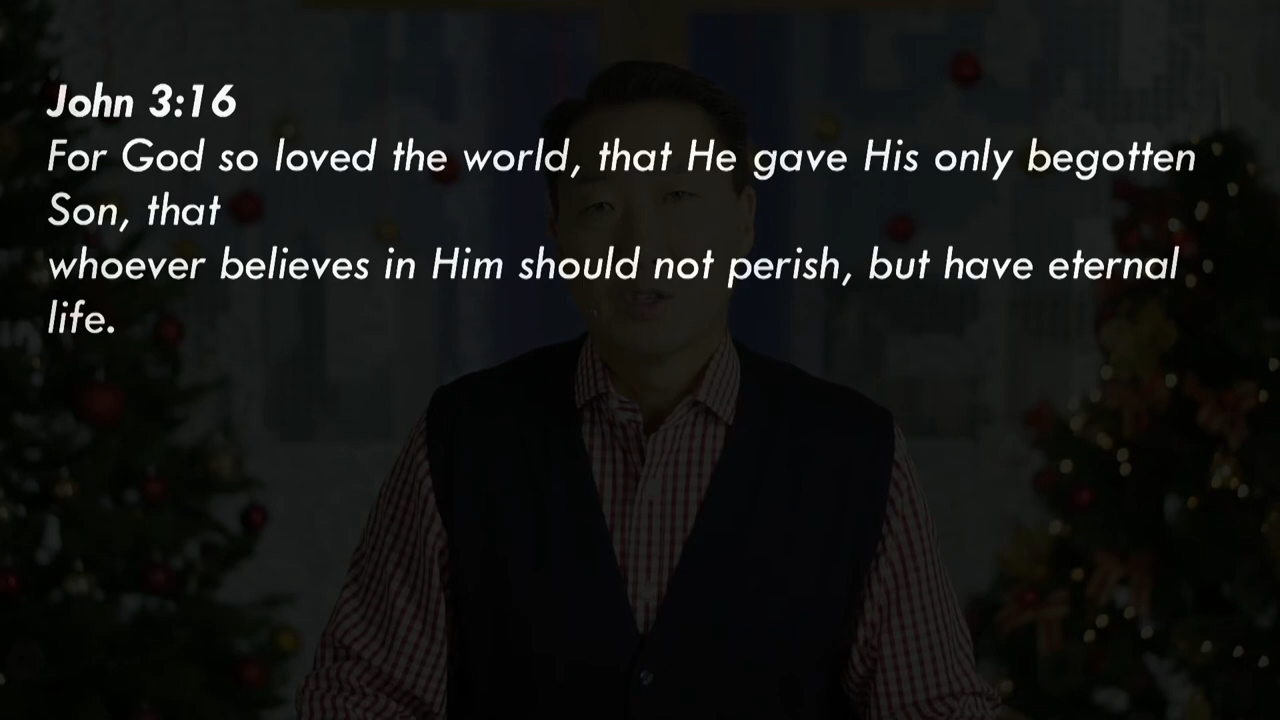 John 3:16
For God so loved the world, that He gave His only begotten
Son, that
whoever believes in Him should not perish, but have eternal
life.